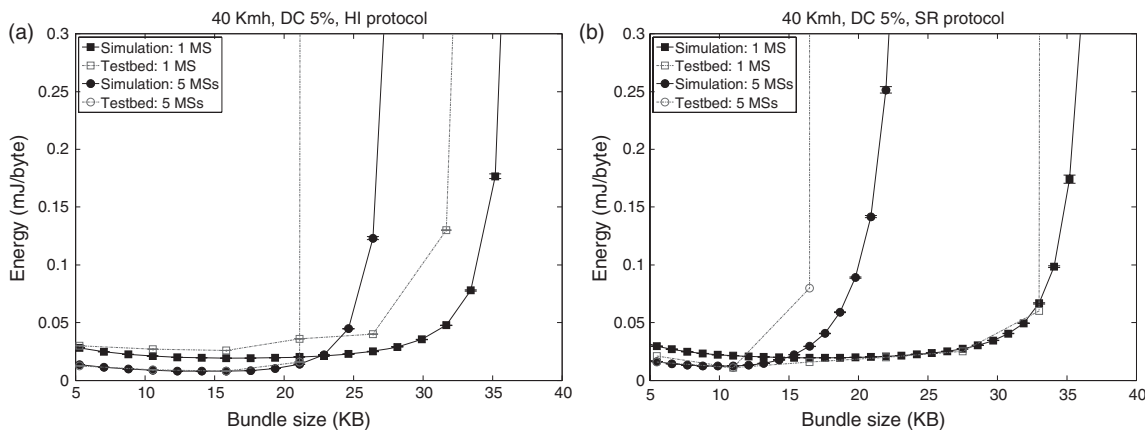 (a)
40 Kmh, DC 5%, HI protocol
0.3
0.25
0.2
0.15
0.1
0.05
0
Energy (mJ/byte)
Simulation: 1 MS
Testbed: 1 MS
Simulation: 5 MSs
Testbed: 5 MSs
5 10 15 20 25 30 35 40
Bundle size (KB)
(b)
40 Kmh, DC 5%, SR protocol
0.3
0.25
0.2
0.15
0.1
0.05
0
Energy (mJ/byte)
Simulation: 1 MS
Testbed: 1 MS
Simulation: 5 MSs
Testbed: 5 MSs
5 10 15 20 25 30 35 40
Bundle size (KB)